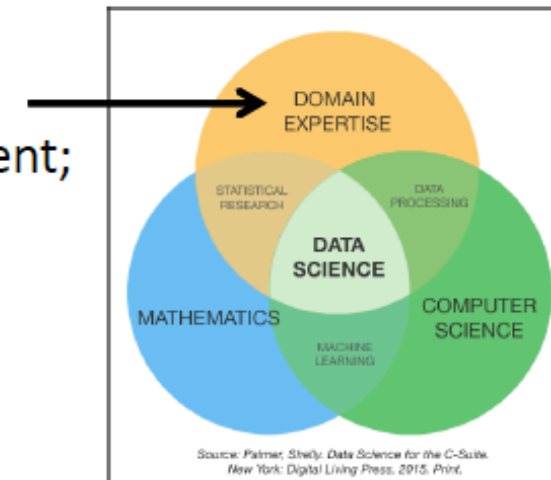 ent;
DOMAIN
EXPERTISE
STATISTICAL
RESEARCH
DATA
PROCESSING
DATA
SCIENCE
MATHEMATICS
COMPUTER
SCIENCE
MACHINE
LEARNING
Source: Palmer, Shelly. Data Science for the C-Suite.
New York: Digital Living Press, 2015. Print.